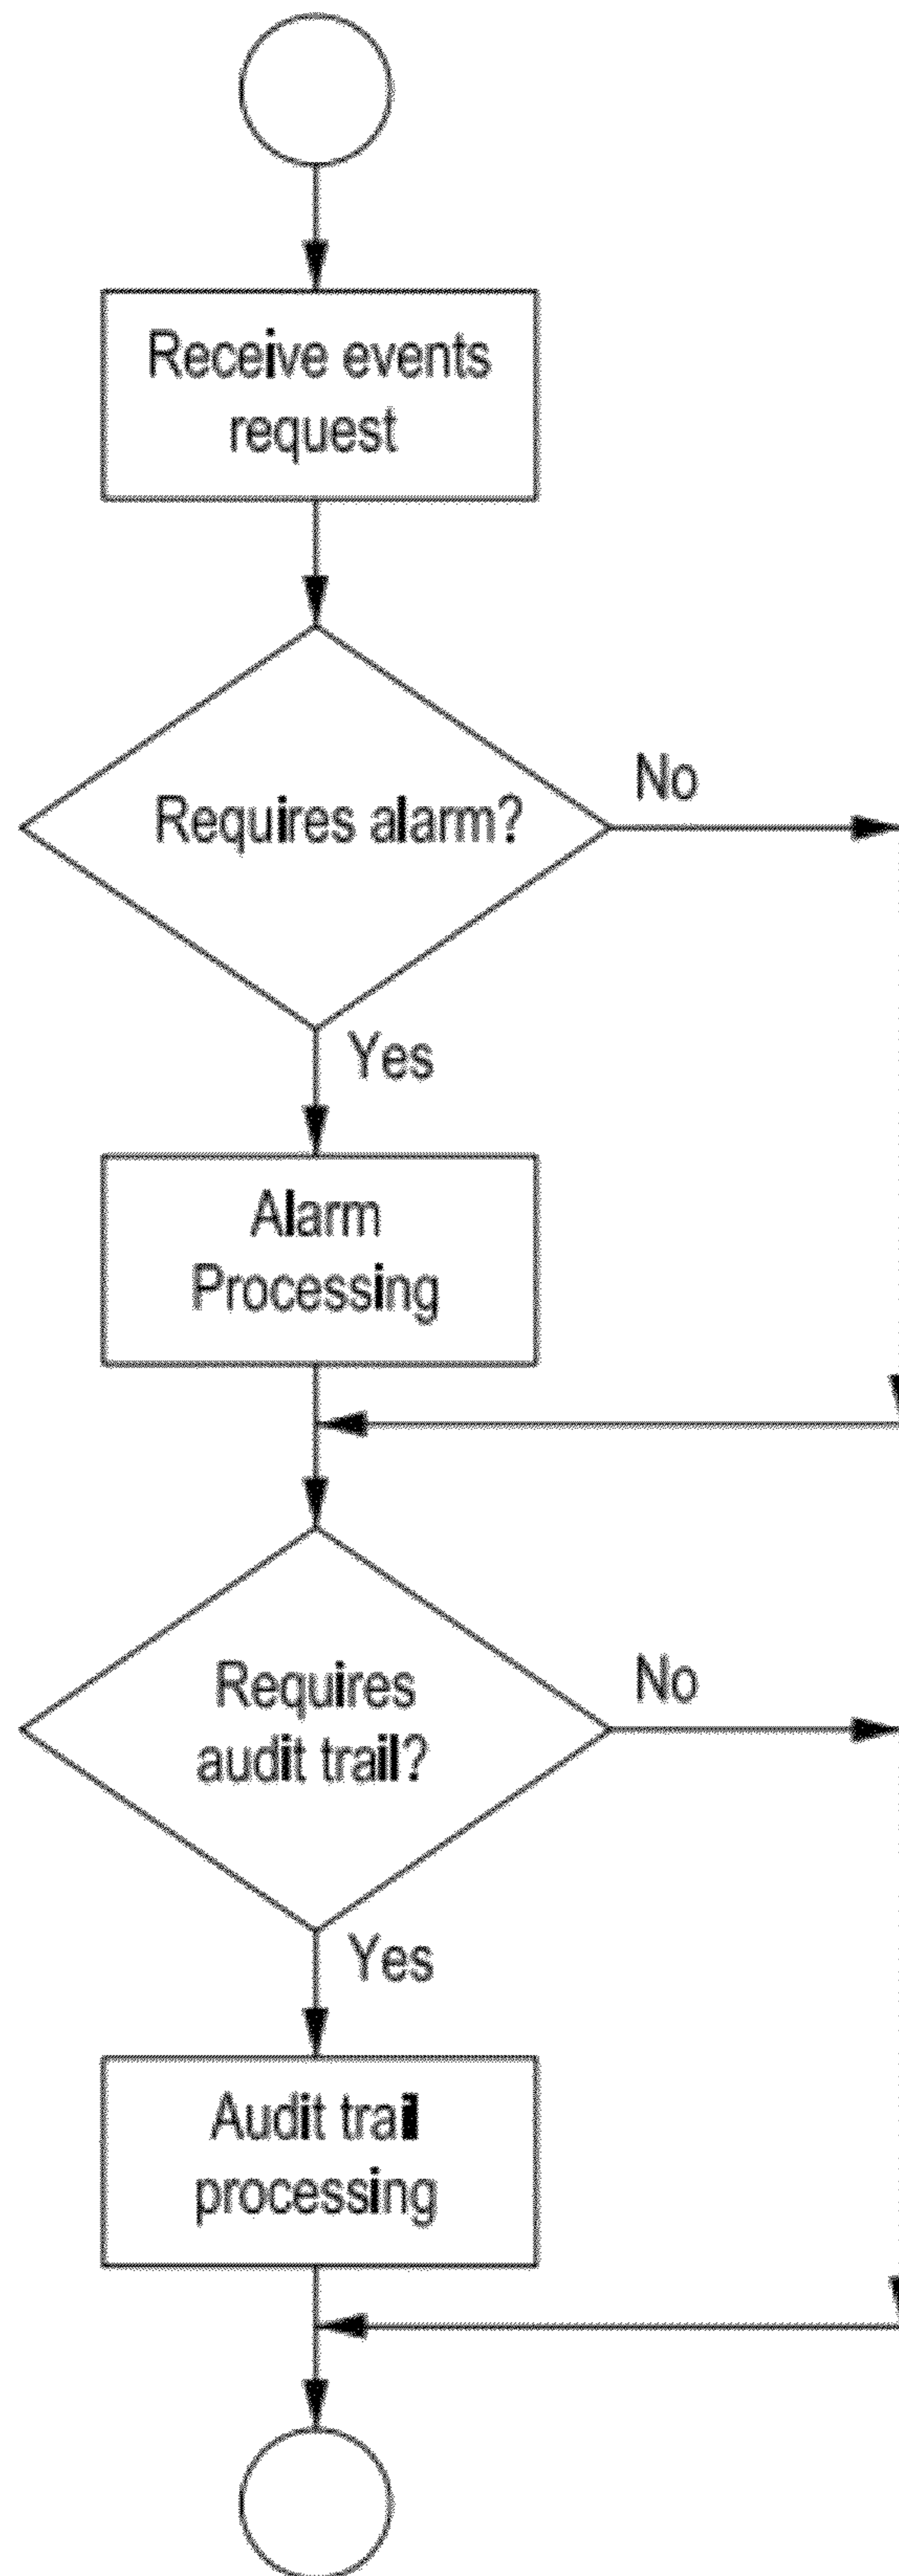 Receive events
request
Requires alarm?
No
Yes
Alarm
Processing
Requires
audit trail?
No
Yes
Audit trail
processing